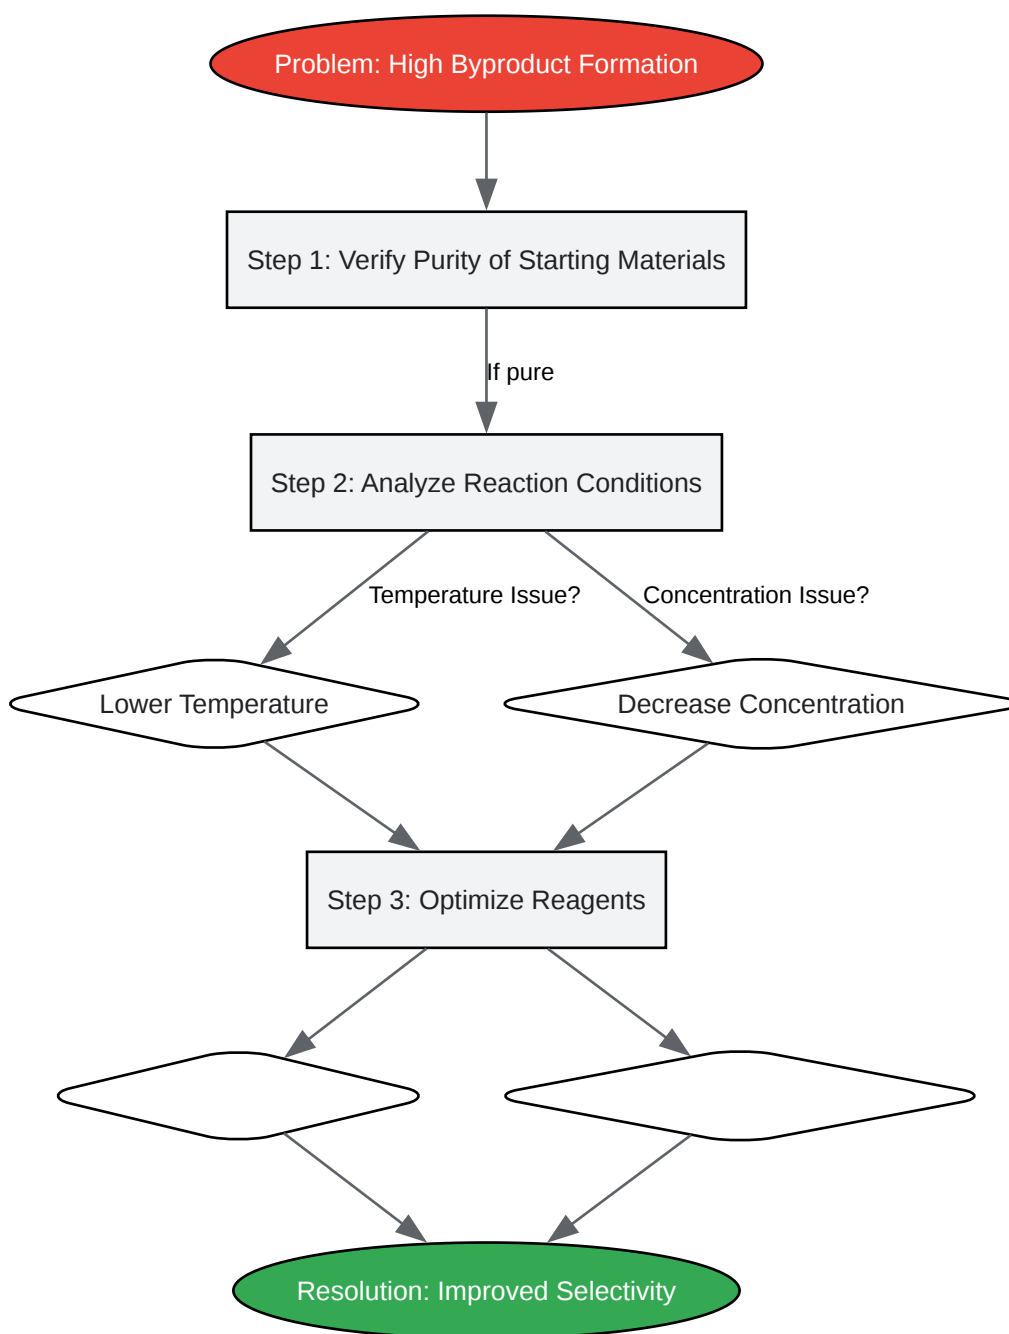 Problem: High Byproduct Formation
Step 1: Verify Purity of Starting Materials
If pure
Step 2: Analyze Reaction Conditions
Temperature Issue?
Concentration Issue?
Lower Temperature
Decrease Concentration
Step 3: Optimize Reagents
Resolution: Improved Selectivity